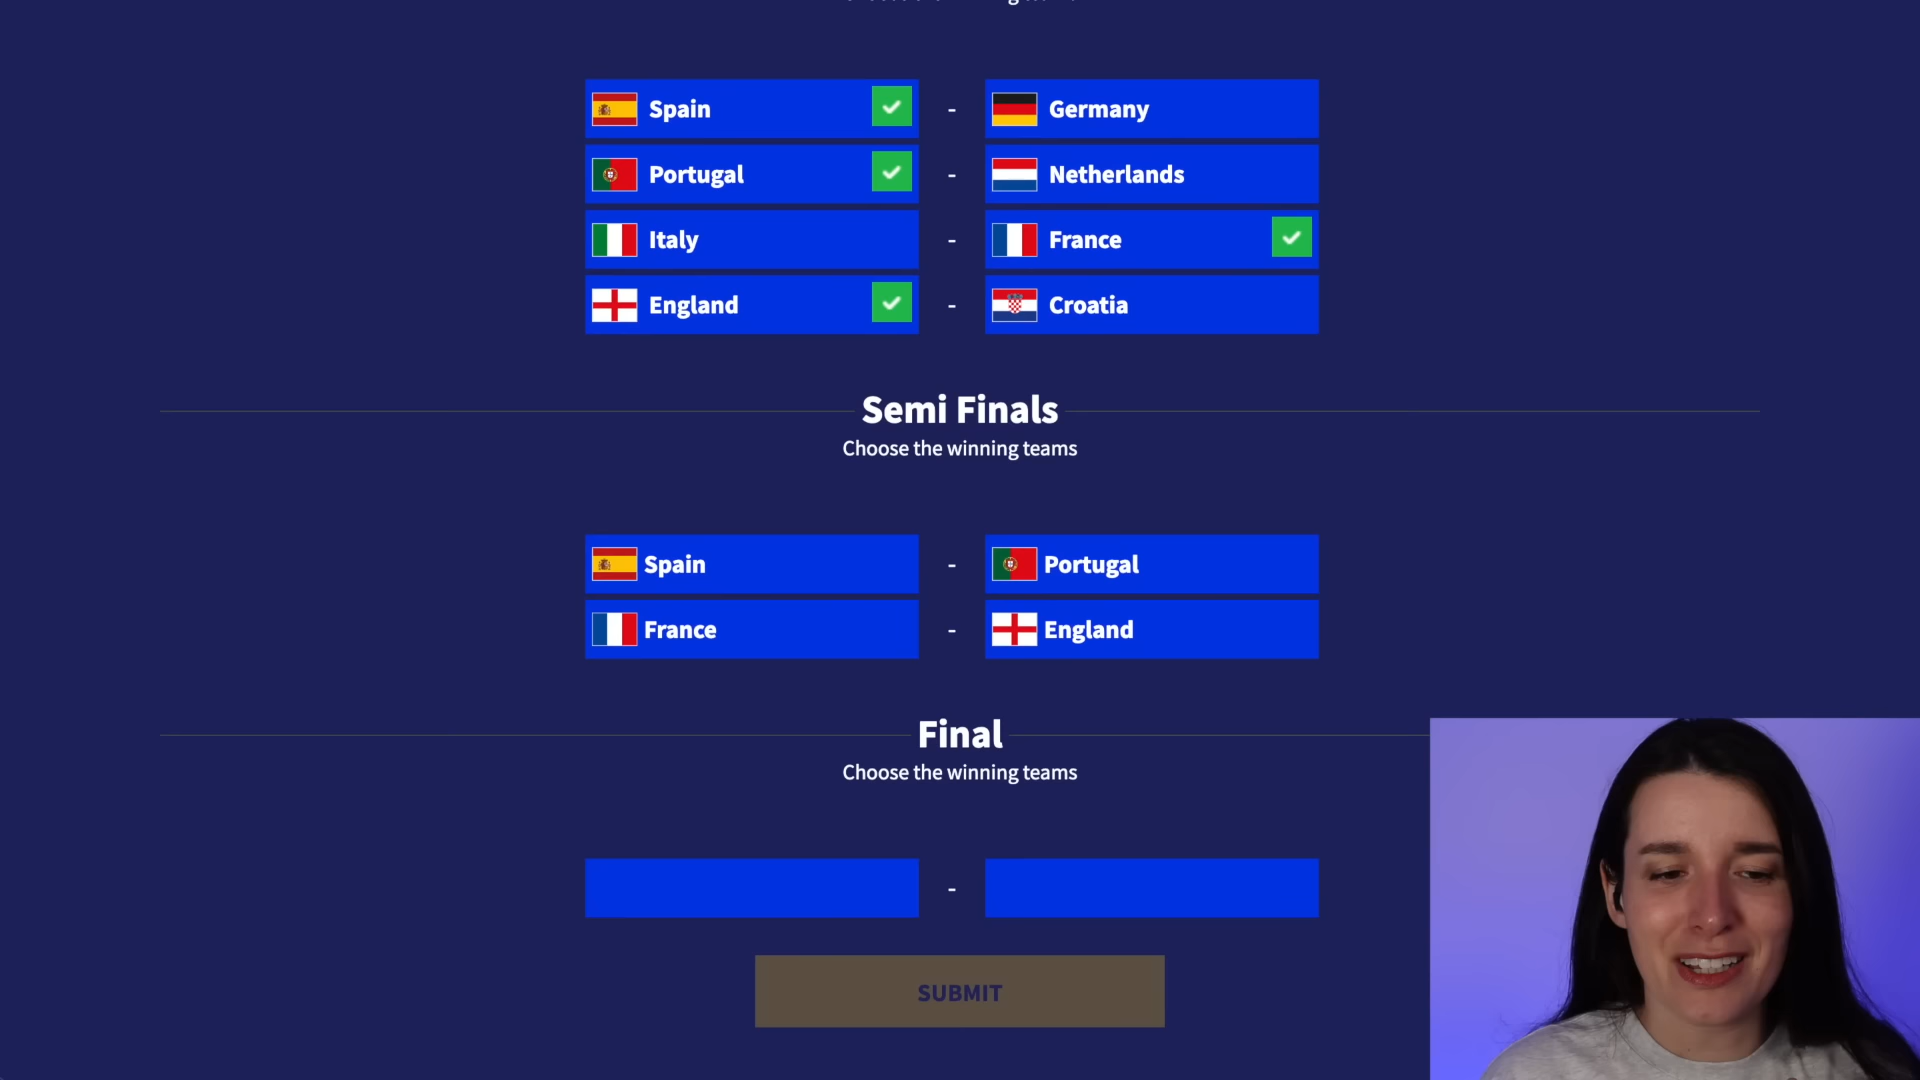 Spain - Germany
Portugal - Netherlands
Italy - France
England - Croatia
Semi Finals
Choose the winning teams
Spain - Portugal
France - England
Final
Choose the winning teams
-
SUBMIT